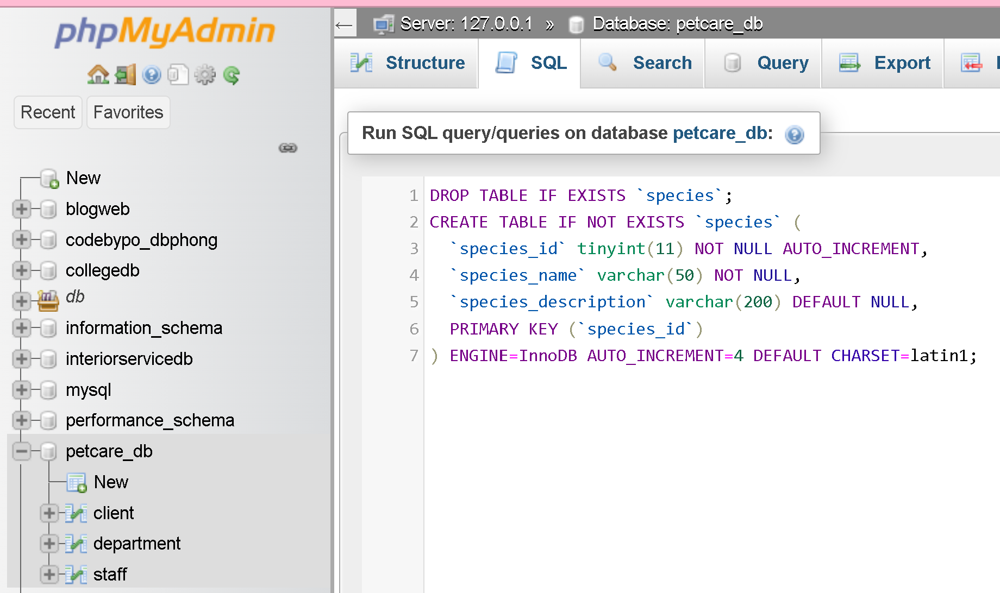 phpMyAdmin
Recent Favorites
New
blogweb
codebypo_dbphong
collegedb
db
information_schema
interiorservicedb
mysql
performance_schema
petcare_db
New
client
department
staff
← Server: 127.0.0.1 » Database: petcare_db
Structure SQL Search Query Export
Run SQL query/queries on database petcare_db:
1 DROP TABLE IF EXISTS `species`;
2 CREATE TABLE IF NOT EXISTS `species` (
3 `species_id` tinyint(11) NOT NULL AUTO_INCREMENT,
4 `species_name` varchar(50) NOT NULL,
5 `species_description` varchar(200) DEFAULT NULL,
6 PRIMARY KEY (`species_id`)
7 ) ENGINE=InnoDB AUTO_INCREMENT=4 DEFAULT CHARSET=latin1;